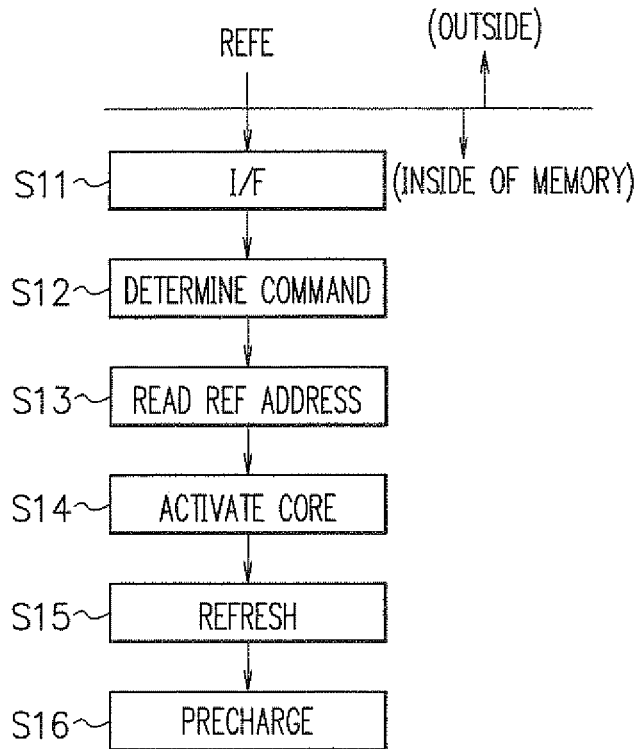 (OUTSIDE)
REFE
(INSIDE OF MEMORY)
S11 I/F
S12 DETERMINE COMMAND
S13 READ REF ADDRESS
S14 ACTIVATE CORE
S15 REFRESH
S16 PRECHARGE